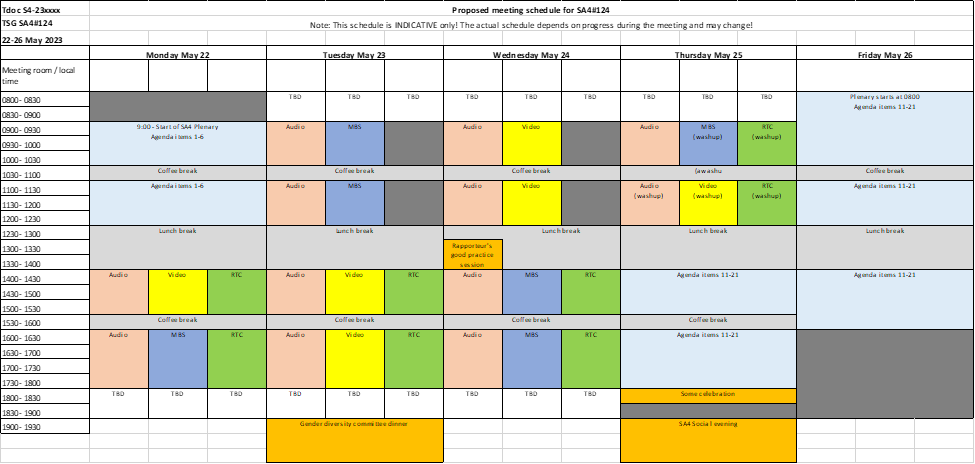 Tdoc S4-23xxxx Proposed meeting schedule for SA4#124
TSG SA4#124 Note: This schedule is INDICATIVE only! The actual schedule depends on progress during the meeting and may change!
22-26 May 2023
Monday May 22 Tuesday May 23 Wednesday May 24 Thursday May 25 Friday May 26
Meeting room / local
time
0800- 0830 TBD TBD TBD TBD TBD TBD TBD TBD TBD Plenary starts at 0800
Agenda items 11-21
0830 - 0900
0900 - 0930 9:00 - Start of SA4 Plenary Audio MBS Audio Video Audio MBS RTC
Agenda items 1-6 (washup) (washup)
0930 - 1000
1000 - 1030
1030 - 1100 Coffee break Coffee break Coffee break (awashu Coffee break
1100 - 1130 Agenda items 1-6 Audio MBS Audio Video Audio Video RTC Agenda items 11-21
(washup) (washup) (washup)
1130 - 1200
1200 - 1230
1230 - 1300 Lunch break Lunch break Lunch break Lunch break Lunch break
1300 - 1330 Rapporteur's
good practice
session
1330 - 1400
1400 - 1430 Audio Video RTC Audio Video RTC Audio MBS RTC Agenda items 11-21 Agenda items 11-21
1430 - 1500
1500 - 1530
1530 - 1600 Coffee break Coffee break Coffee break Coffee break
1600 - 1630 Audio MBS RTC Audio Video RTC Audio MBS RTC Agenda items 11-21
1630 - 1700
1700 - 1730
1730 - 1800
1800 - 1830 TBD TBD TBD TBD TBD TBD TBD TBD TBD Some celebration
1830 - 1900
1900 - 1930 Gender diversity committee dinner SA4 Social evening